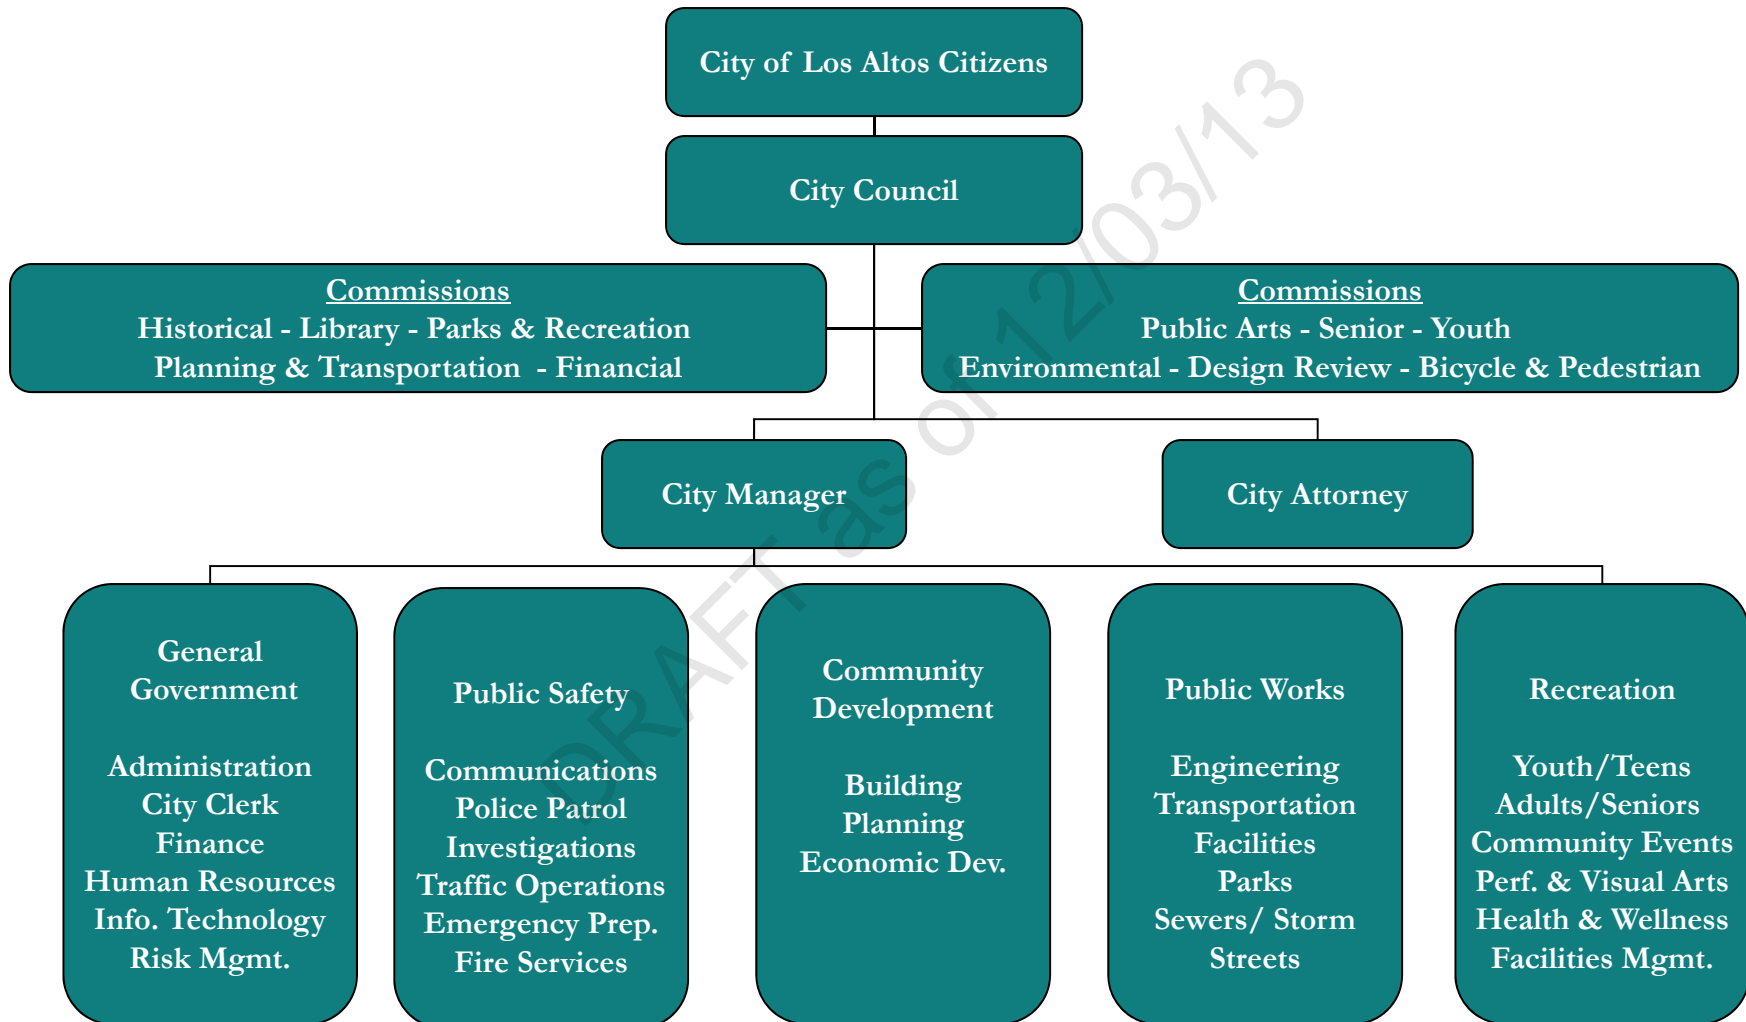 City of Los Altos Citizens
City Council
Commissions
Historical - Library - Parks & Recreation
Planning & Transportation - Financial
Commissions
Public Arts - Senior - Youth
Environmental - Design Review - Bicycle & Pedestrian
City Manager
City Attorney
General
Government
Administration
City Clerk
Finance
Human Resources
Info. Technology
Risk Mgmt.
Public Safety
Communications
Police Patrol
Investigations
Traffic Operations
Emergency Prep.
Fire Services
Community
Development
Building
Planning
Economic Dev.
Public Works
Engineering
Transportation
Facilities
Parks
Sewers/ Storm
Streets
Recreation
Youth/Teens
Adults/Seniors
Community Events
Perf. & Visual Arts
Health & Wellness
Facilities Mgmt.
DRAFT as of 12/03/13